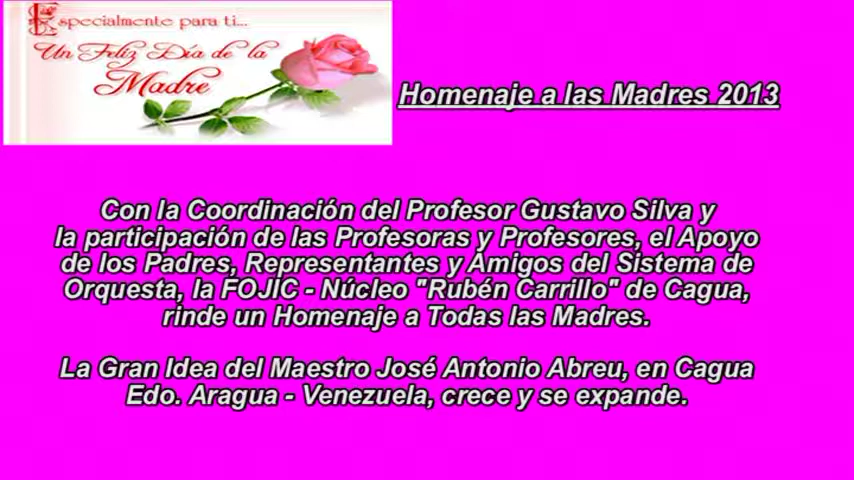 Especialmente para ti...
Un Feliz Día de la
Madre
Homenaje a las Madres 2013
Con la Coordinación del Profesor Gustavo Silva y
la participación de las Profesoras y Profesores, el Apoyo
de los Padres, Representantes y Amigos del Sistema de
Orquesta, la FOJIC - Núcleo "Rubén Carrillo" de Cagua,
rinde un Homenaje a Todas las Madres.
La Gran Idea del Maestro José Antonio Abreu, en Cagua
Edo. Aragua - Venezuela, crece y se expande.